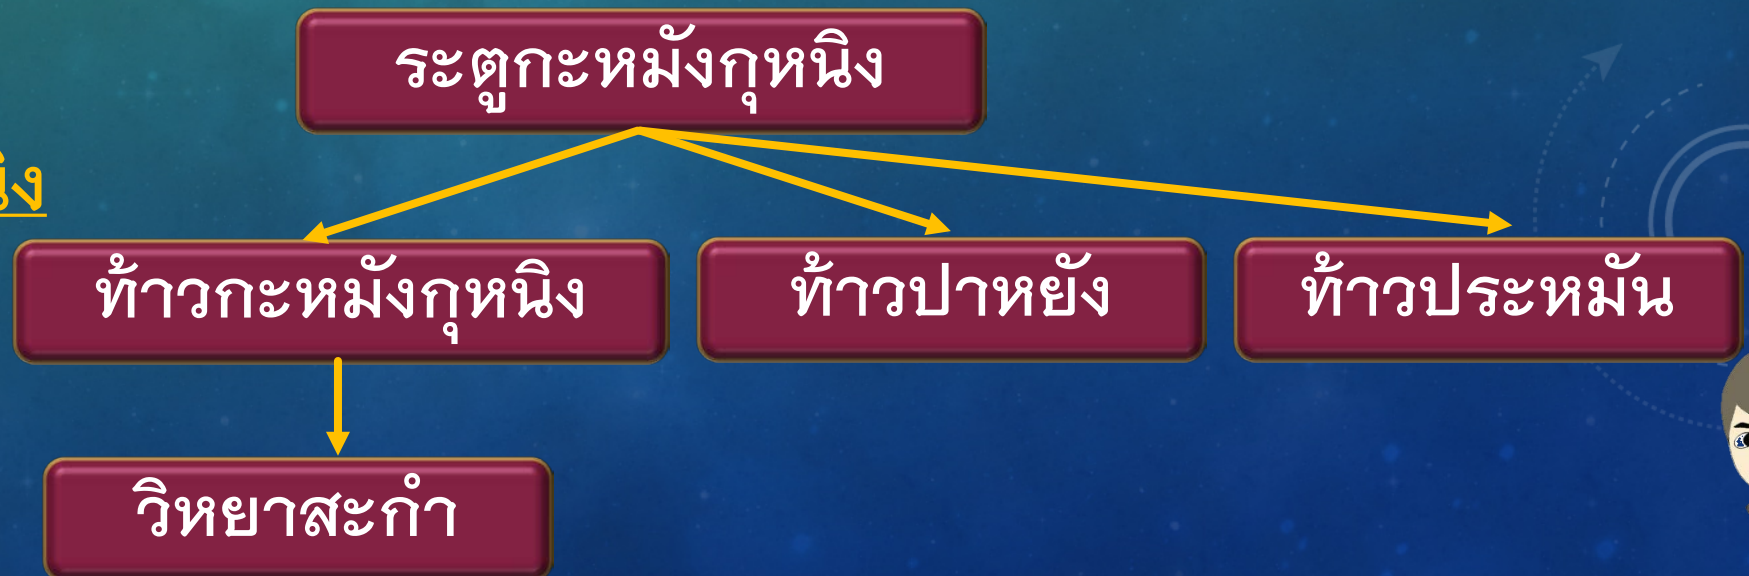 ระตูกะหมังกุหนิง
ท้าวกะหมังกุหนิง
ท้าวปาหยัง
ท้าวประหมัน
วิหยาสะกำ